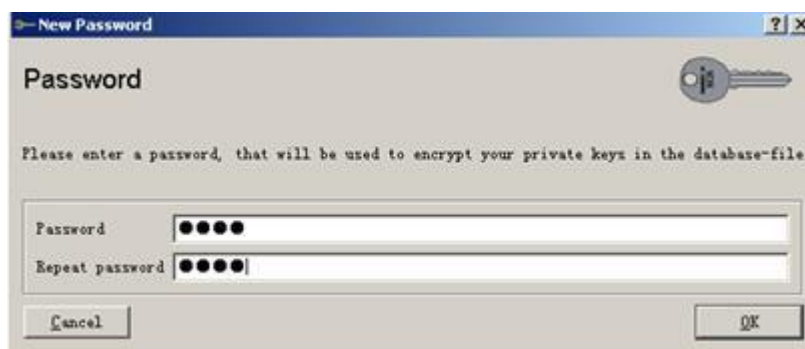 New Password
Password
Please enter a password, that will be used to encrypt your private keys in the database-file
Password ●●●●
Repeat password ●●●●
Cancel OK